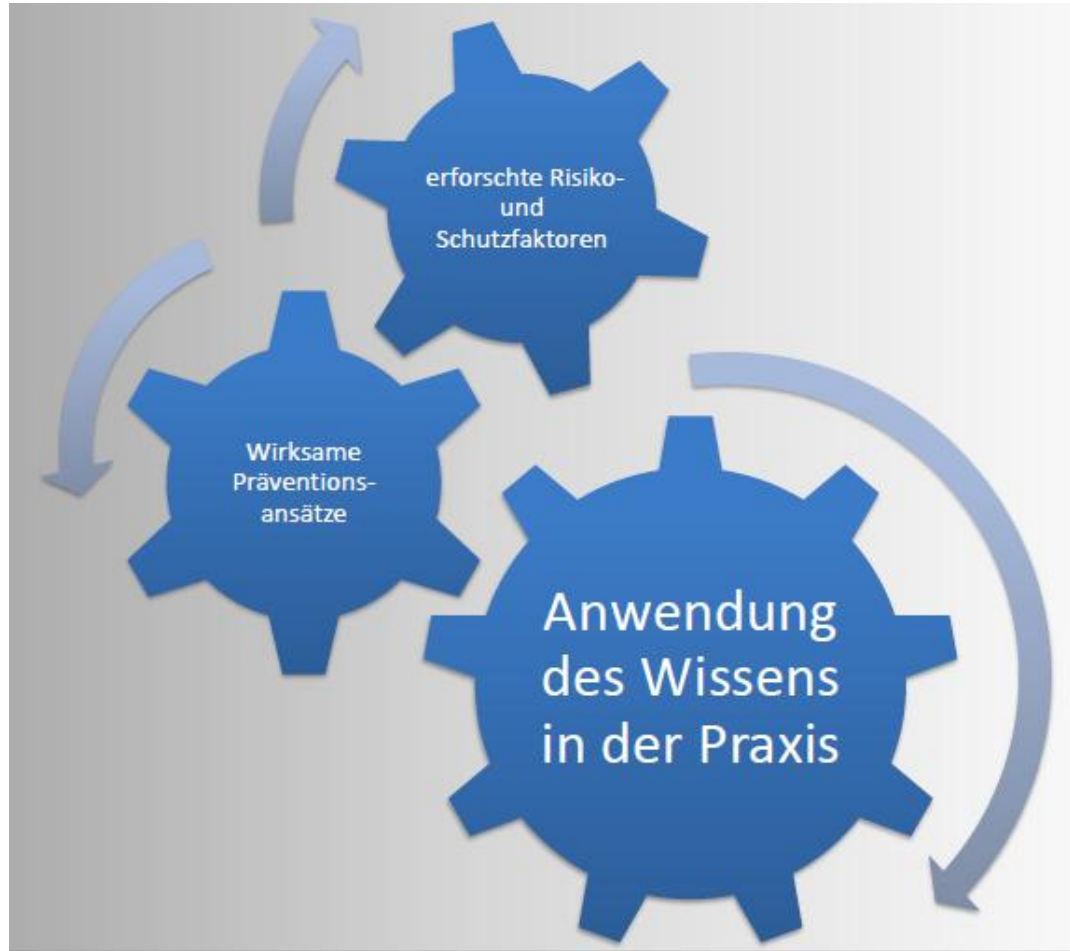 erforschte Risiko-
und
Schutzfaktoren
Wirksame
Präventions-
ansätze
Anwendung
des Wissens
in der Praxis